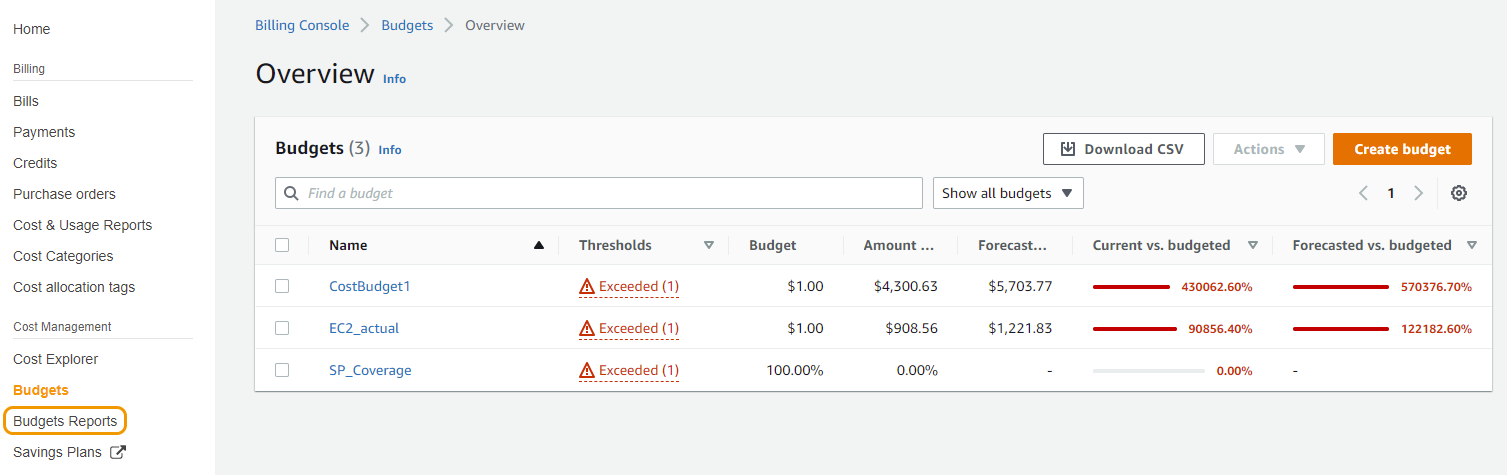 Home
Billing
Bills
Payments
Credits
Purchase orders
Cost & Usage Reports
Cost Categories
Cost allocation tags
Cost Management
Cost Explorer
Budgets
Budgets Reports
Savings Plans
Billing Console > Budgets > Overview
Overview Info
Budgets (3) Info Download CSV Actions Create budget
Find a budget Show all budgets 1
Name Thresholds Budget Amount ... Forecast... Current vs. budgeted Forecasted vs. budgeted
CostBudget1 Exceeded (1) $1.00 $4,300.63 $5,703.77 430062.60% 570376.70%
EC2_actual Exceeded (1) $1.00 $908.56 $1,221.83 90856.40% 122182.60%
SP_Coverage Exceeded (1) 100.00% 0.00% - 0.00% -